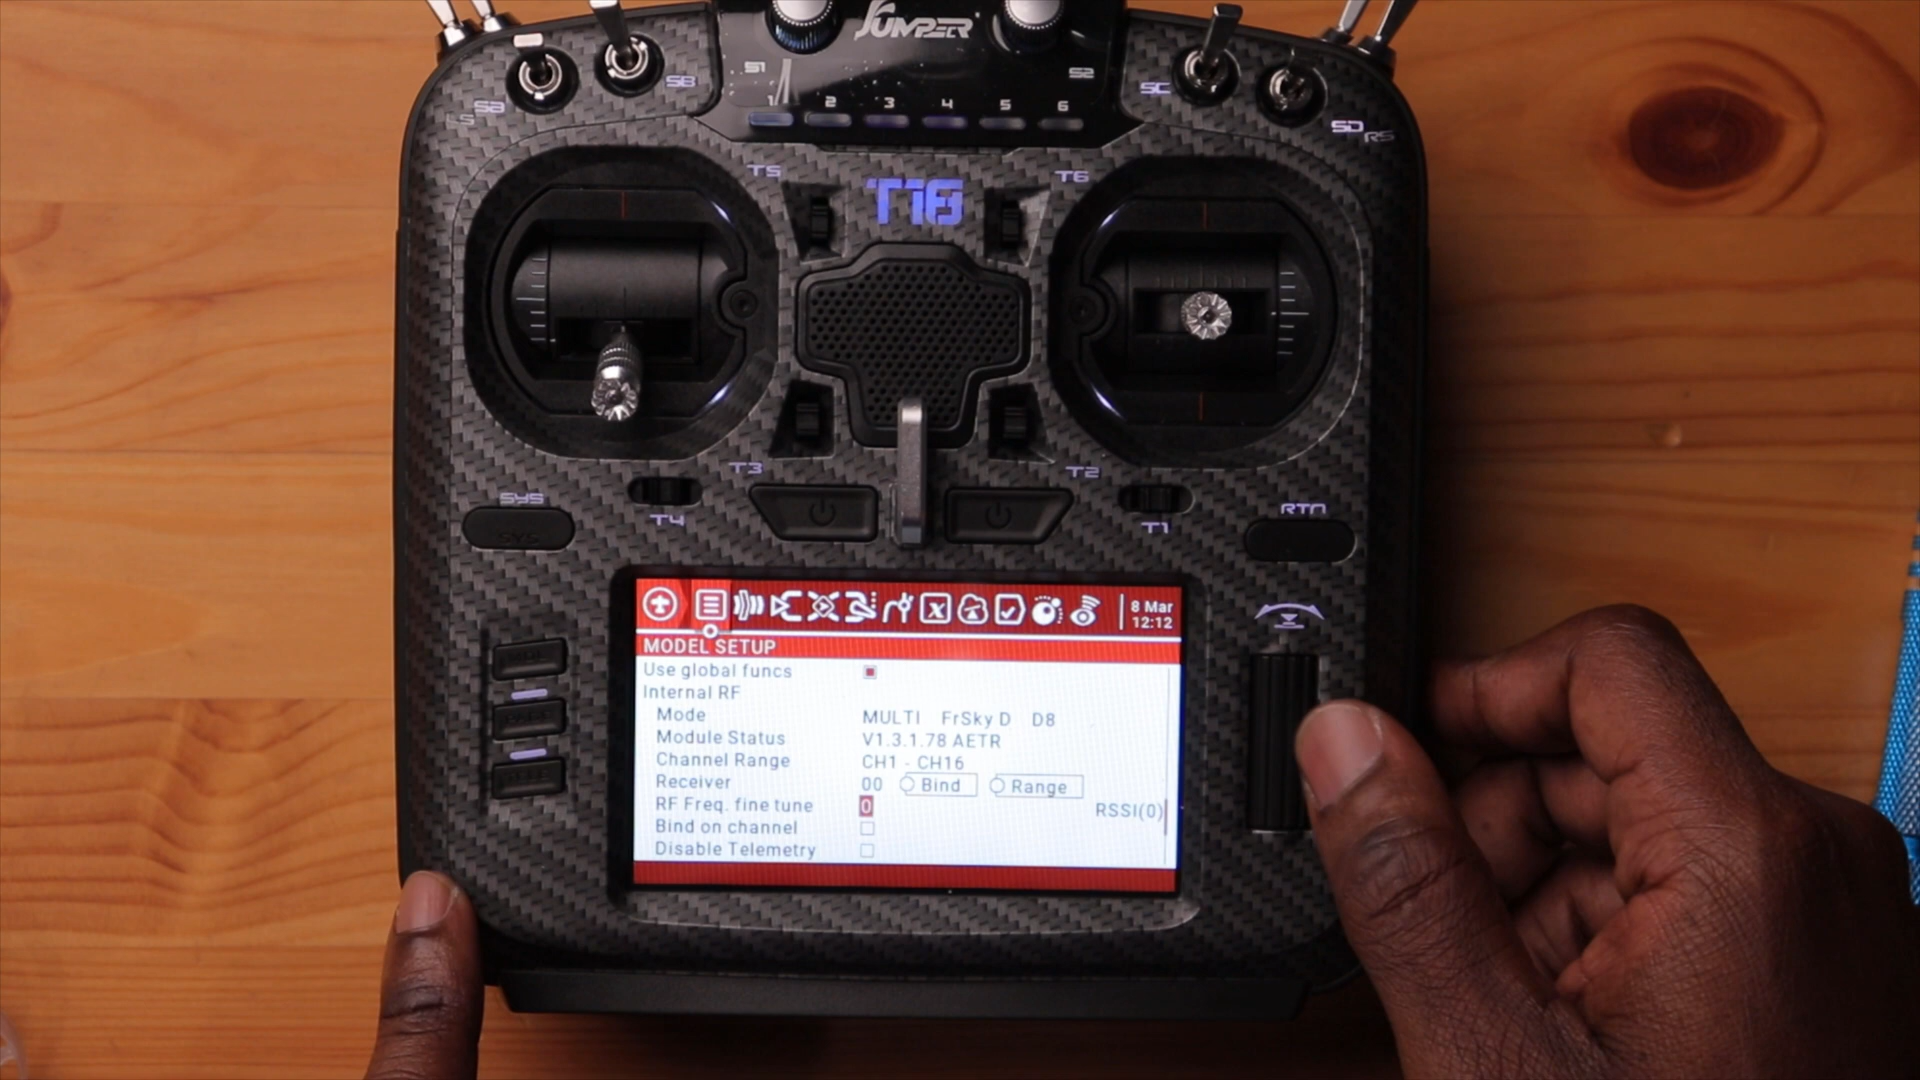 JUMPER
S1
S2
SA
SB
SC
SD
LS
RS
1 2 3 4 5 6
T5
T16
T6
T3
T2
SYS
T4
T1
RTN
8 Mar
12:12
MODEL SETUP
Use global funcs
Internal RF
Mode MULTI FrSky D D8
Module Status V1.3.1.78 AETR
Channel Range CH1 - CH16
Receiver 00 Bind Range
RF Freq. fine tune 0 RSSI(0)
Bind on channel
Disable Telemetry